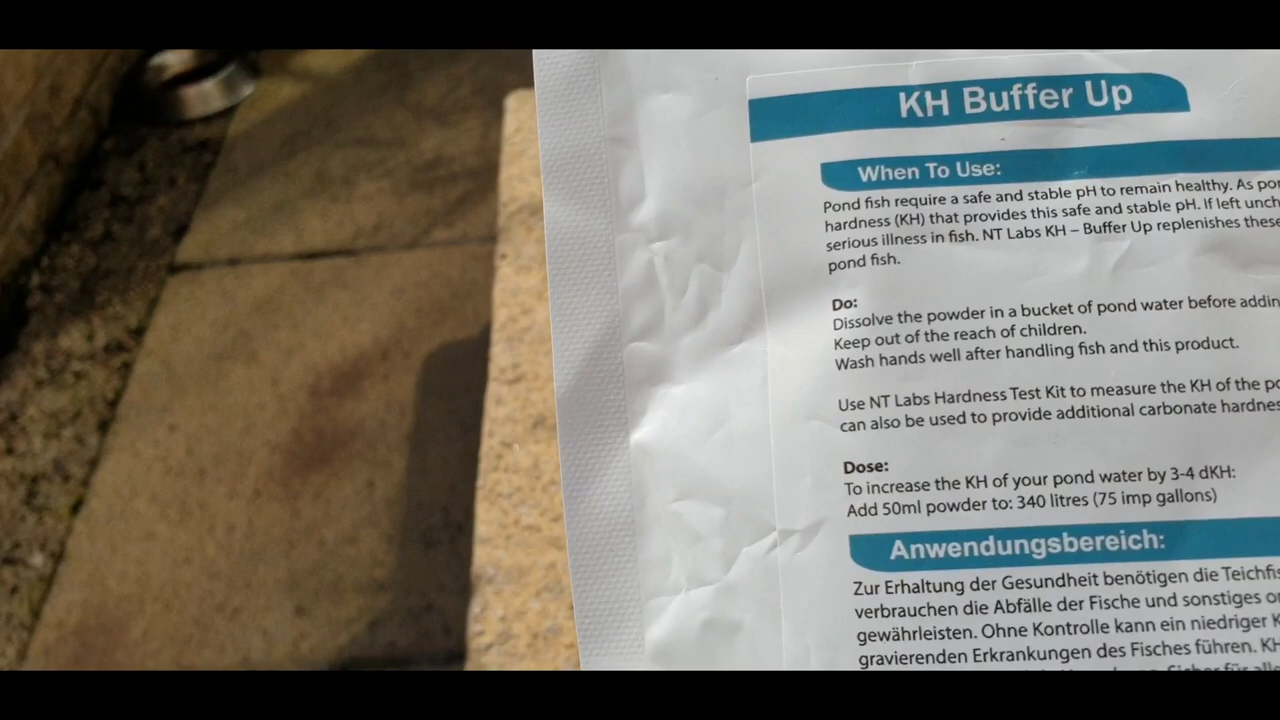 KH Buffer Up
When To Use:
Pond fish require a safe and stable pH to remain healthy. As
hardness (KH) that provides this safe and stable pH. If left
serious illness in fish. NT Labs KH – Buffer Up replenishes these
pond fish.
Do:
Dissolve the powder in a bucket of pond water before
Keep out of the reach of children.
Wash hands well after handling fish and this product.
Use NT Labs Hardness Test Kit to measure the KH of the
can also be used to provide additional carbonate
Dose:
To increase the KH of your pond water by 3-4 dKH:
Add 50ml powder to: 340 litres (75 imp gallons)
Anwendungsbereich:
Zur Erhaltung der Gesundheit benötigen die
verbrauchen die Abfälle der Fische und sonstiges
gewährleisten. Ohne Kontrolle kann ein niedriger
gravierenden Erkrankungen des Fisches führen. KH